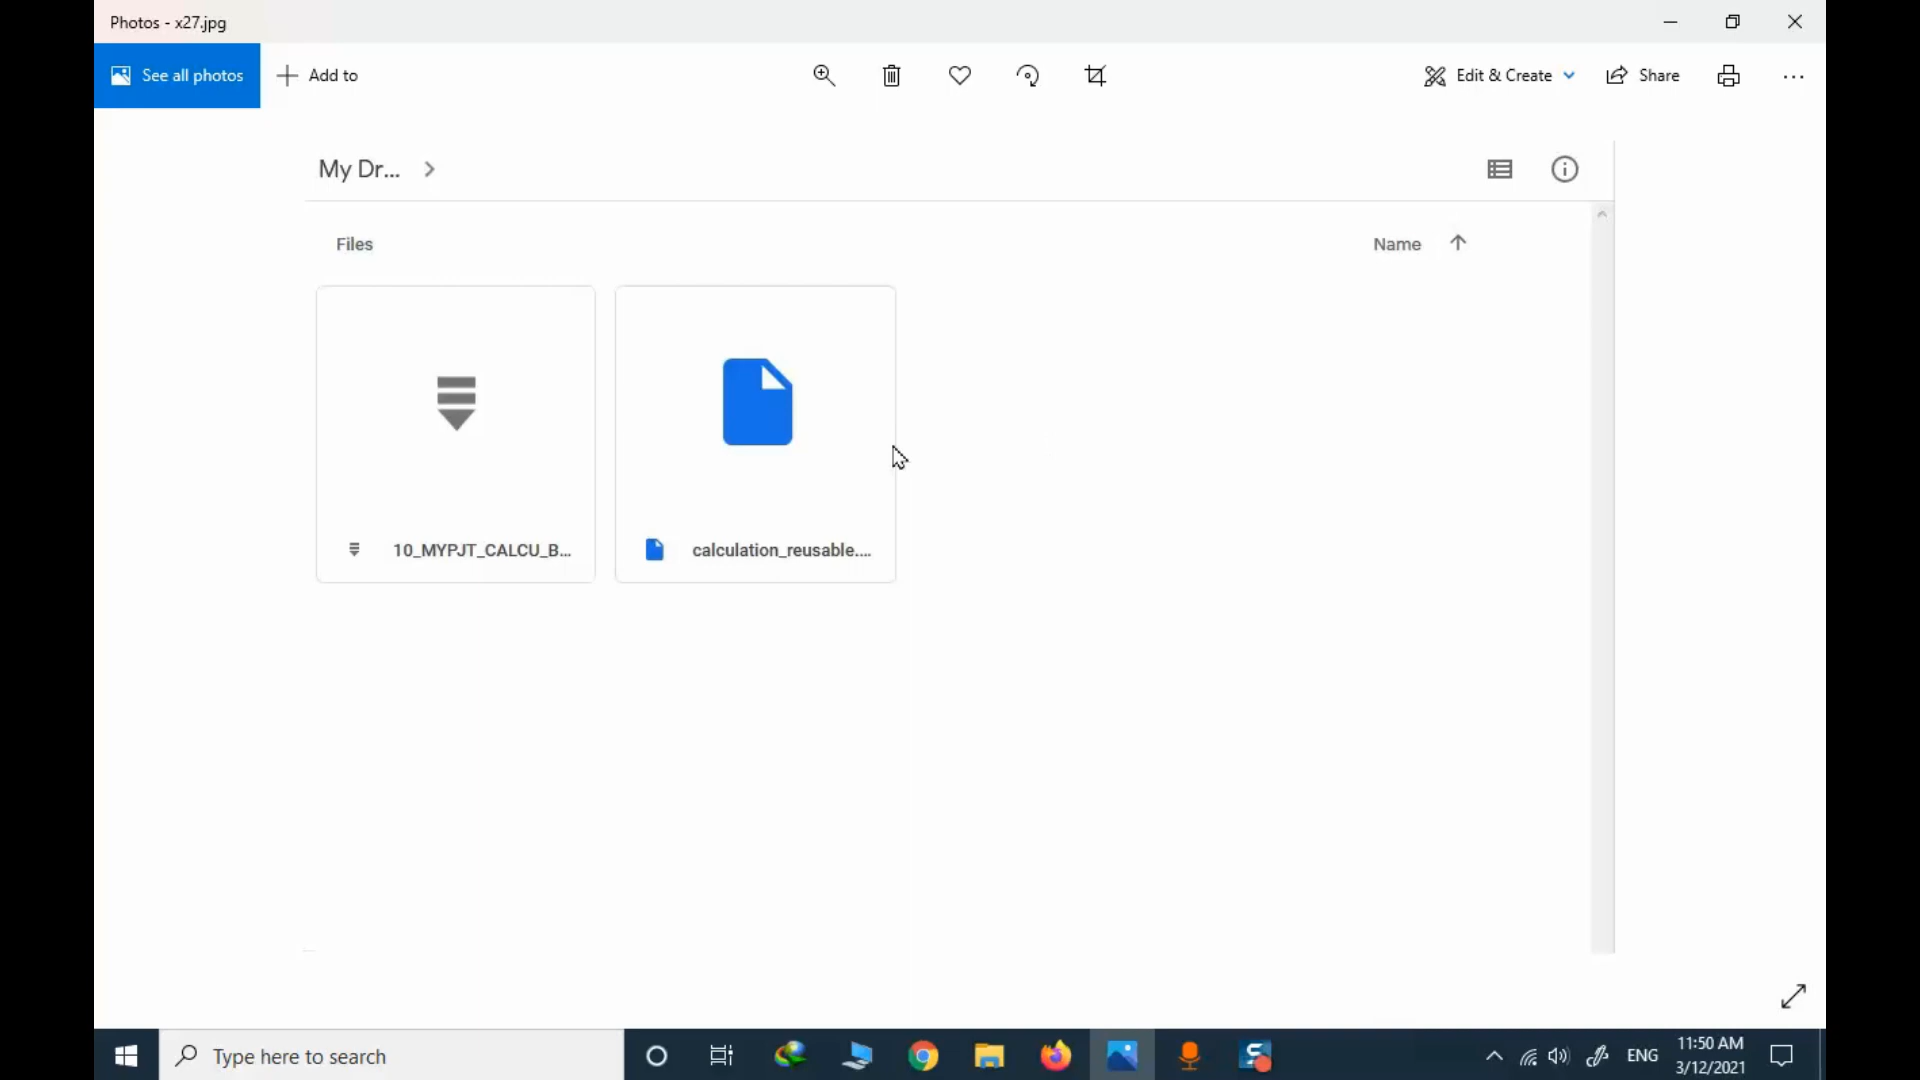 Photos - x27.jpg
See all photos
Add to
Edit & Create
Share
My Dr...
Files
Name
10_MYPJT_CALCU_B...
calculation_reusable....
Type here to search
ENG
11:50 AM
3/12/2021